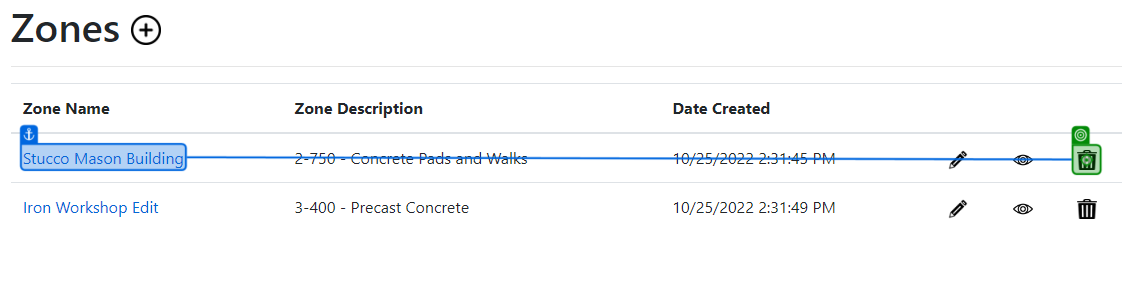 Zones
Zone Name Zone Description Date Created
Stucco Mason Building 2-750 - Concrete Pads and Walks 10/25/2022 2:31:45 PM
Iron Workshop Edit 3-400 - Precast Concrete 10/25/2022 2:31:49 PM